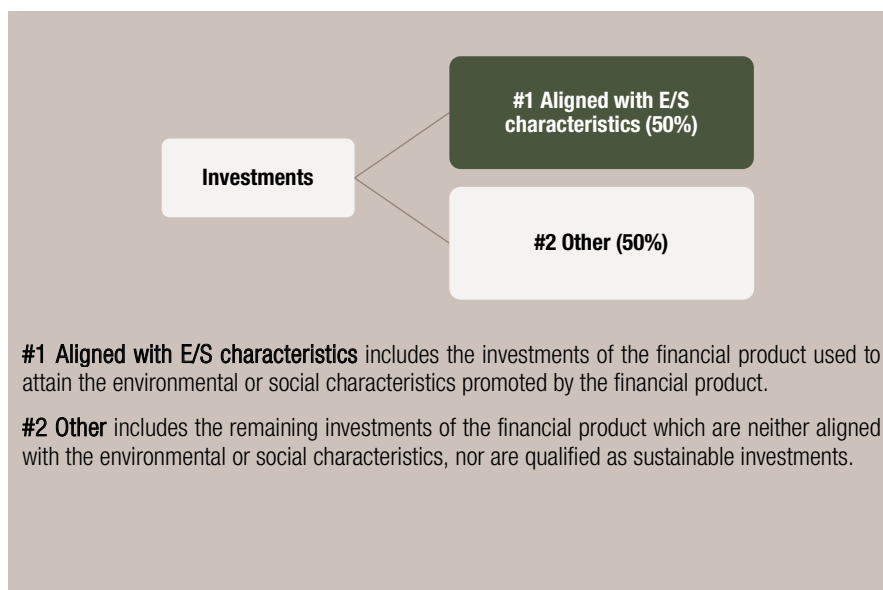 #1 Aligned with E/S
characteristics (50%)
Investments
#2 Other (50%)
#1 Aligned with E/S characteristics includes the investments of the financial product used to
attain the environmental or social characteristics promoted by the financial product.
#2 Other includes the remaining investments of the financial product which are neither aligned
with the environmental or social characteristics, nor are qualified as sustainable investments.